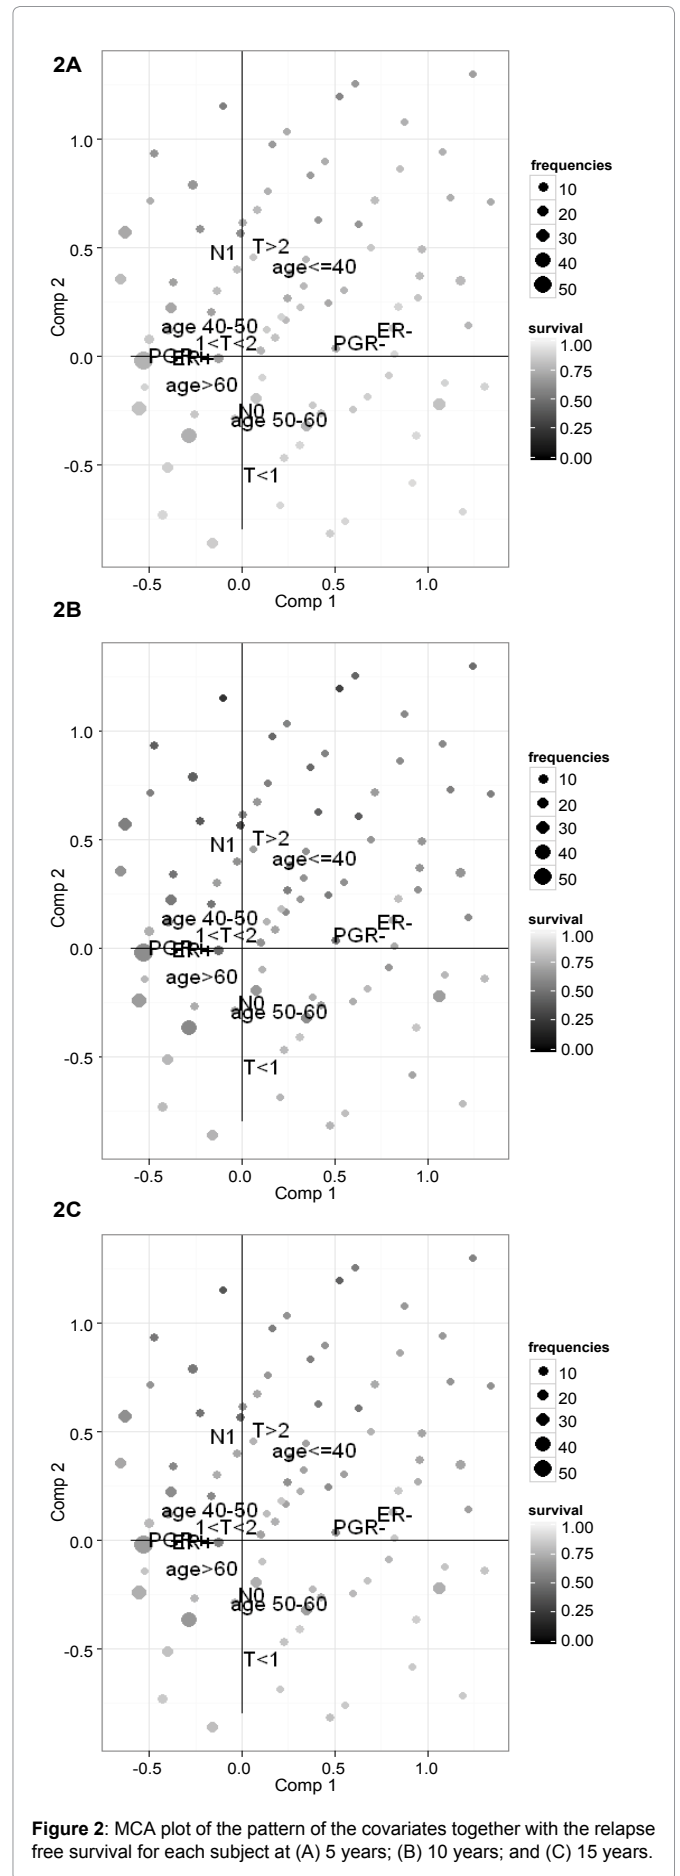 2A
frequencies
10
20
30
40
50
survival
1.00
0.75
0.50
0.25
0.00
Comp 2
1.0
0.5
0.0
-0.5
N1
T>2
age<=40
age 40-50
1<T<2
ER-
PGR-
PGR+
ER+
age>60
N0
age 50-60
T<1
-0.5
0.0
0.5
1.0
Comp 1
2B
frequencies
10
20
30
40
50
survival
1.00
0.75
0.50
0.25
0.00
Comp 2
1.0
0.5
0.0
-0.5
N1
T>2
age<=40
age 40-50
1<T<2
ER-
PGR-
PGR+
ER+
age>60
N0
age 50-60
T<1
-0.5
0.0
0.5
1.0
Comp 1
2C
frequencies
10
20
30
40
50
survival
1.00
0.75
0.50
0.25
0.00
Comp 2
1.0
0.5
0.0
-0.5
N1
T>2
age<=40
age 40-50
1<T<2
ER-
PGR-
PGR+
ER+
age>60
N0
age 50-60
T<1
-0.5
0.0
0.5
1.0
Comp 1
Figure 2: MCA plot of the pattern of the covariates together with the relapse
free survival for each subject at (A) 5 years; (B) 10 years; and (C) 15 years.